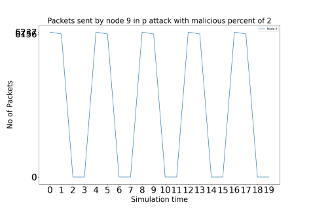 Packets sent by node 9 in p attack with malicious percent of 2
Node 9
No of Packets
0
0 1 2 3 4 5 6 7 8 9 10 11 12 13 14 15 16 17 18 19
Simulation time